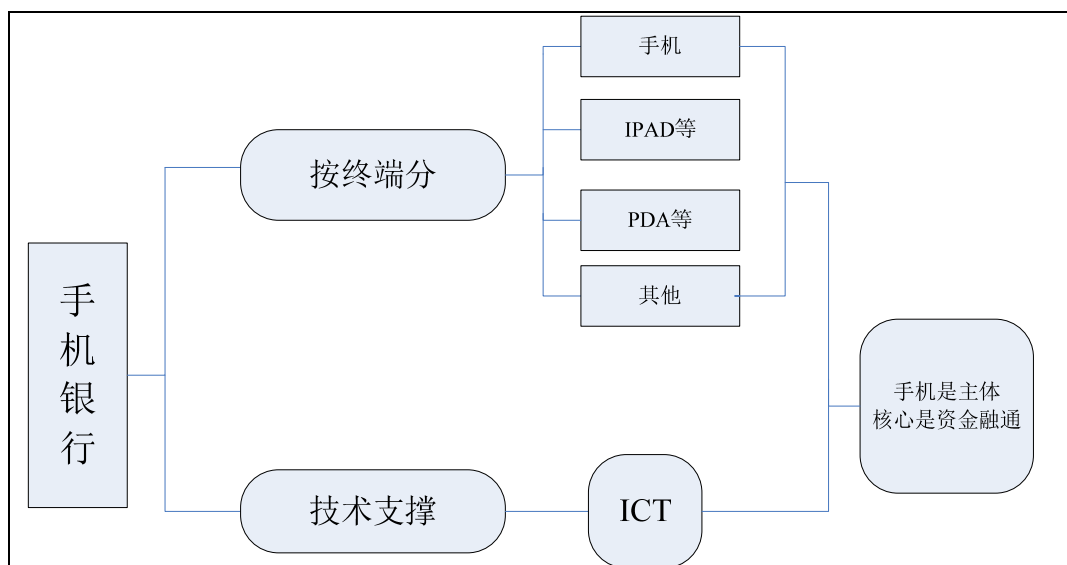 手机银行
按终端分
手机
IPAD等
PDA等
其他
技术支撑
ICT
手机是主体
核心是资金融通